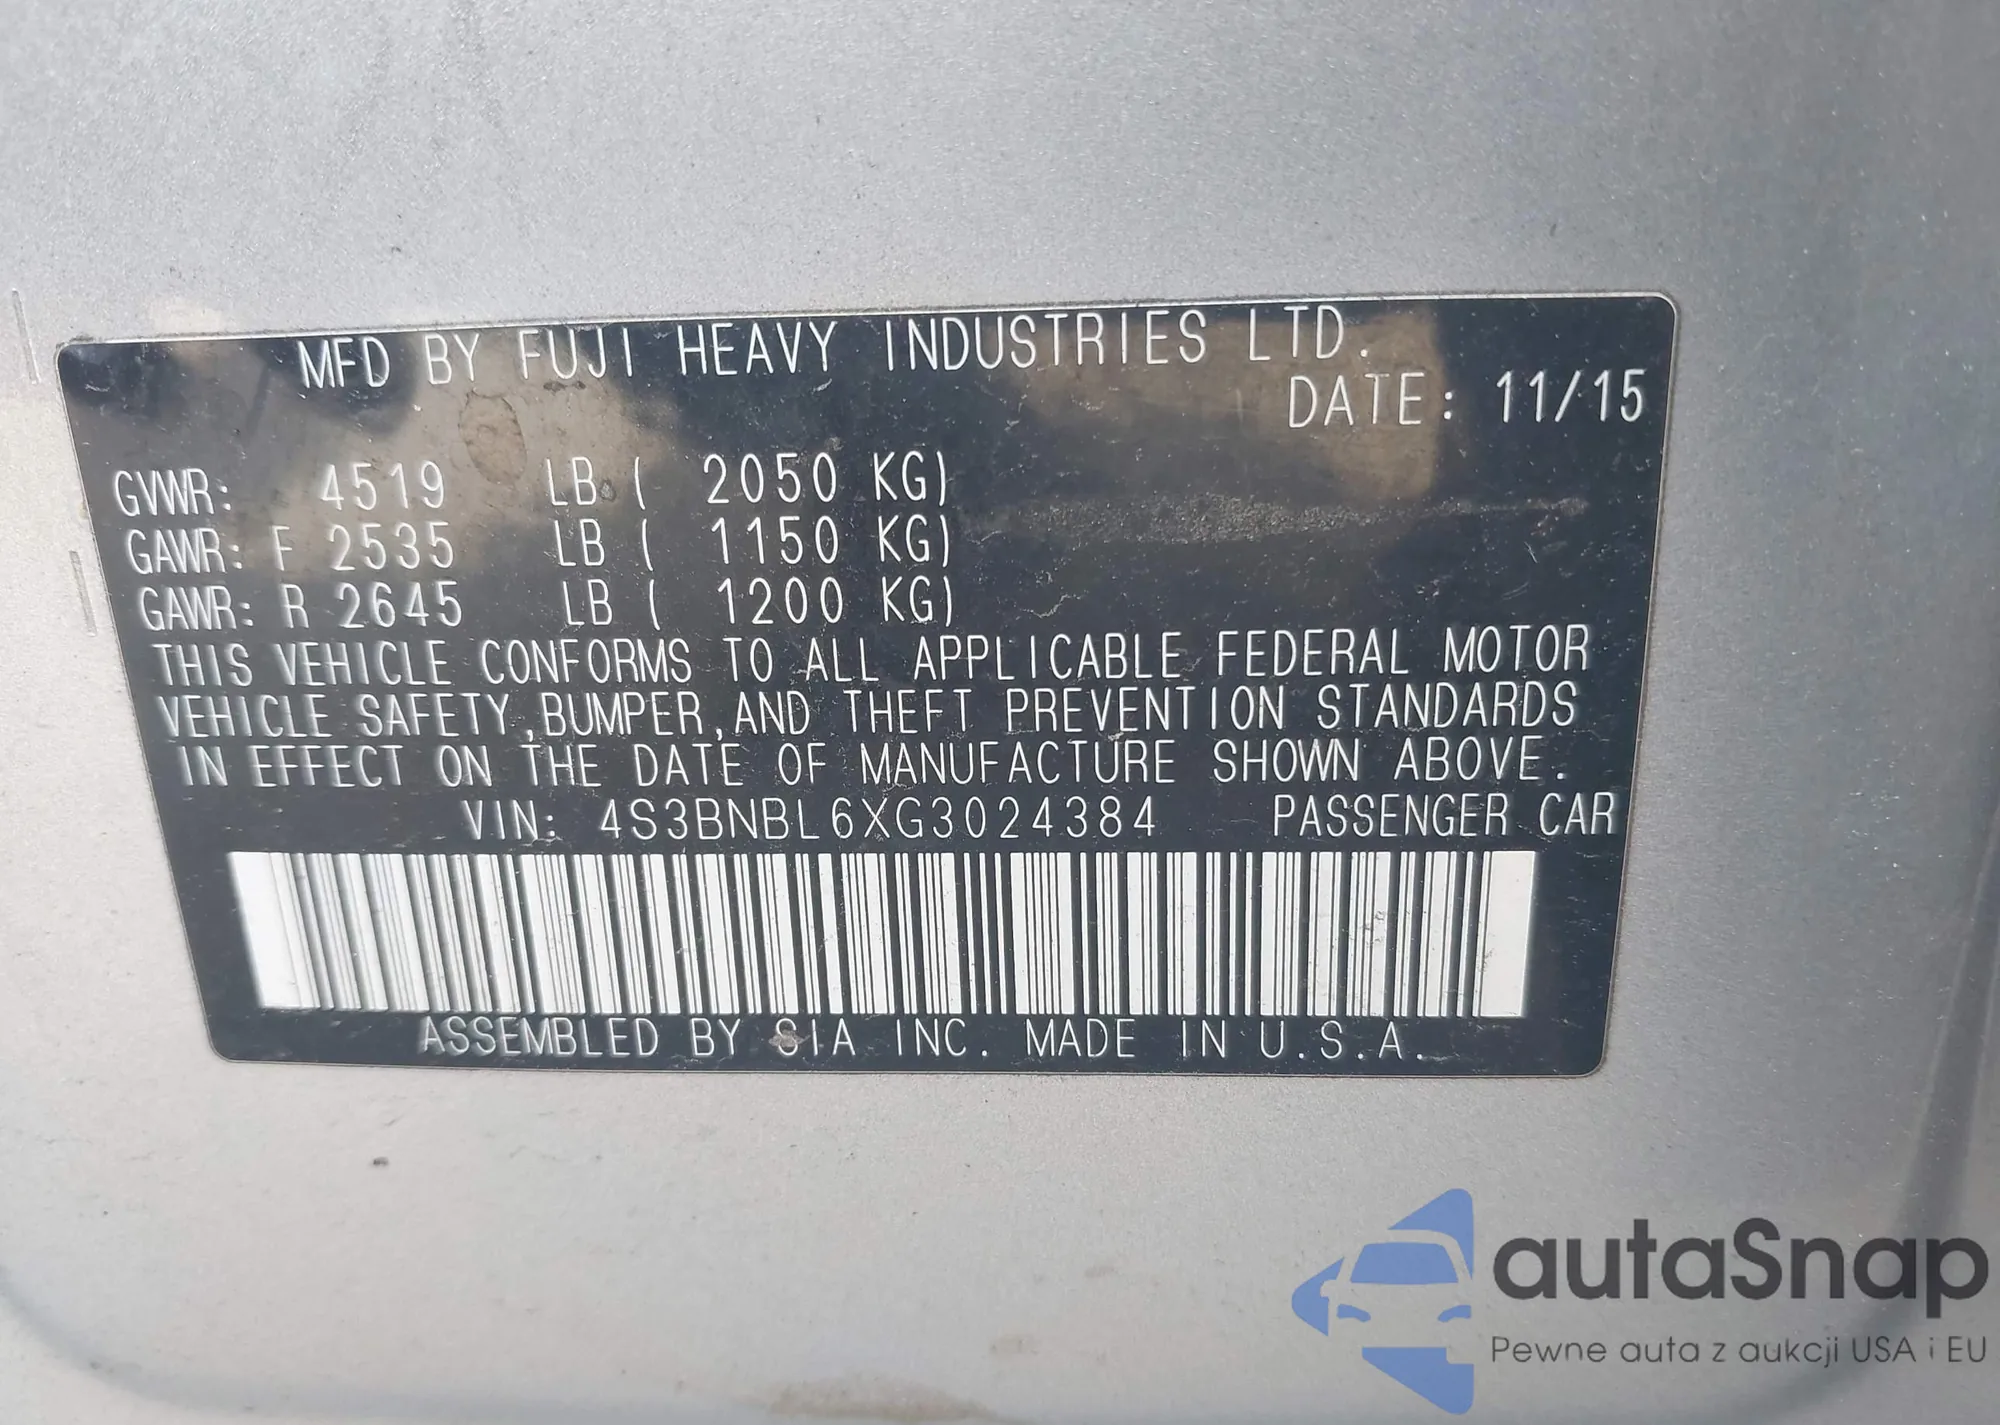 MFD BY FUJI HEAVY INDUSTRIES LTD.
DATE: 11/15
GVWR: 4519 LB ( 2050 KG)
GAWR: F 2535 LB ( 1150 KG)
GAWR: R 2645 LB ( 1200 KG)
THIS VEHICLE CONFORMS TO ALL APPLICABLE FEDERAL MOTOR
VEHICLE SAFETY,BUMPER,AND THEFT PREVENTION STANDARDS
IN EFFECT ON THE DATE OF MANUFACTURE SHOWN ABOVE.
VIN: 4S3BNBL6XG3024384 PASSENGER CAR
ASSEMBLED BY SIA INC. MADE IN U.S.A.
autaSnap
Pewne auta z aukcji USA i EU